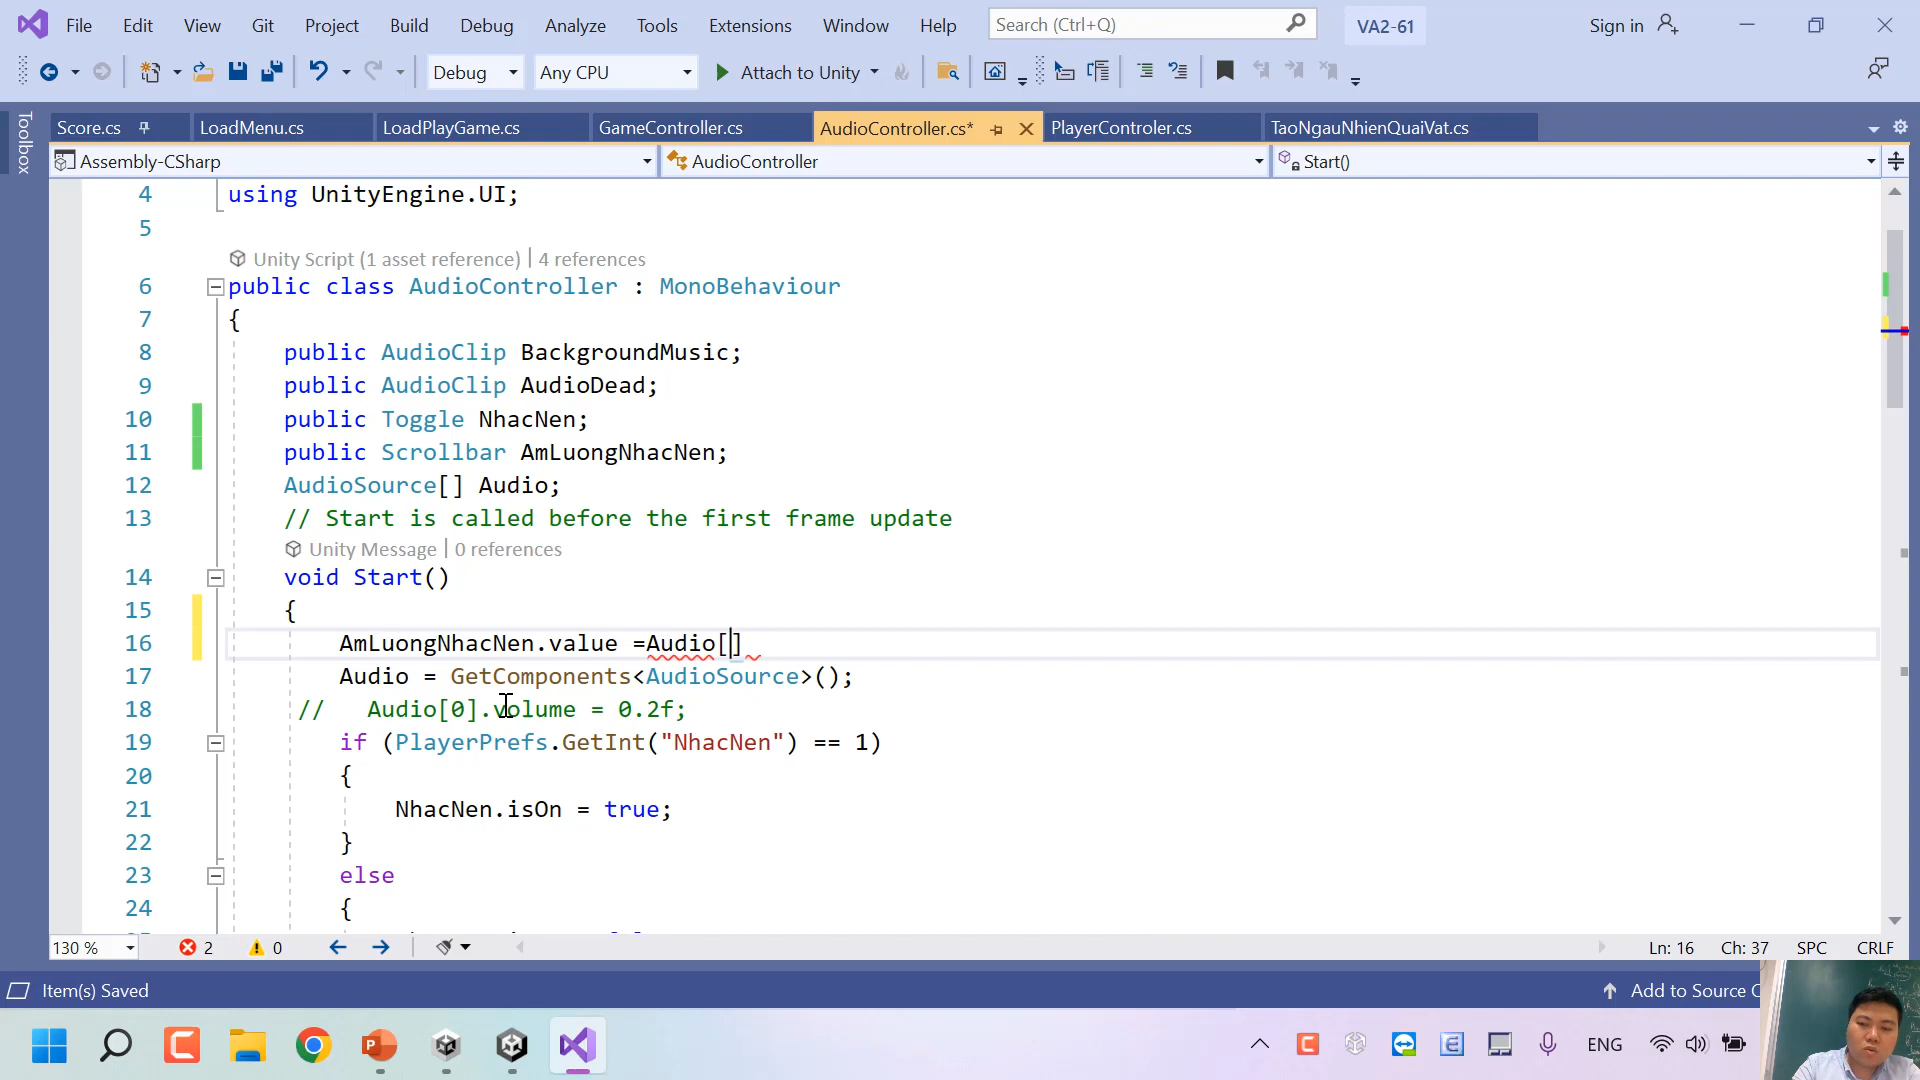 File Edit View Git Project Build Debug Analyze Tools Extensions Window Help Search (Ctrl+Q) VA2-61 Sign in
Debug Any CPU Attach to Unity
Toolbox
Score.cs LoadMenu.cs LoadPlayGame.cs GameController.cs AudioController.cs* PlayerControler.cs TaoNgauNhienQuaiVat.cs
Assembly-CSharp AudioController Start()
4 using UnityEngine.UI;
5
Unity Script (1 asset reference) | 4 references
6 public class AudioController : MonoBehaviour
7 {
8 public AudioClip BackgroundMusic;
9 public AudioClip AudioDead;
10 public Toggle NhacNen;
11 public Scrollbar AmLuongNhacNen;
12 AudioSource[] Audio;
13 // Start is called before the first frame update
Unity Message | 0 references
14 void Start()
15 {
16 AmLuongNhacNen.value =Audio[]
17 Audio = GetComponents<AudioSource>();
18 // Audio[0].volume = 0.2f;
19 if (PlayerPrefs.GetInt("NhacNen") == 1)
20 {
21 NhacNen.isOn = true;
22 }
23 else
24 {
130 % 2 0 Ln: 16 Ch: 37 SPC CRLF
Item(s) Saved Add to Source C
ENG